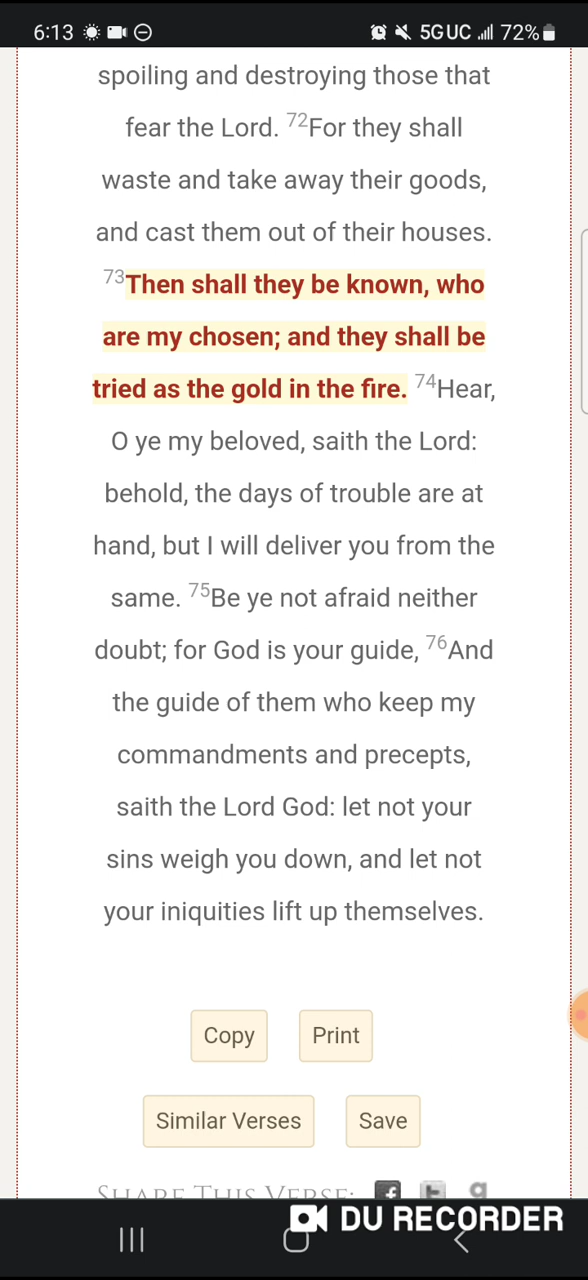 6:13 5GUC 72%
spoiling and destroying those that
fear the Lord. 72For they shall
waste and take away their goods,
and cast them out of their houses.
73Then shall they be known, who
are my chosen; and they shall be
tried as the gold in the fire. 74Hear,
O ye my beloved, saith the Lord:
behold, the days of trouble are at
hand, but I will deliver you from the
same. 75Be ye not afraid neither
doubt; for God is your guide, 76And
the guide of them who keep my
commandments and precepts,
saith the Lord God: let not your
sins weigh you down, and let not
your iniquities lift up themselves.
Copy Print
Similar Verses Save
SHARE THIS VERSE:
DU RECORDER